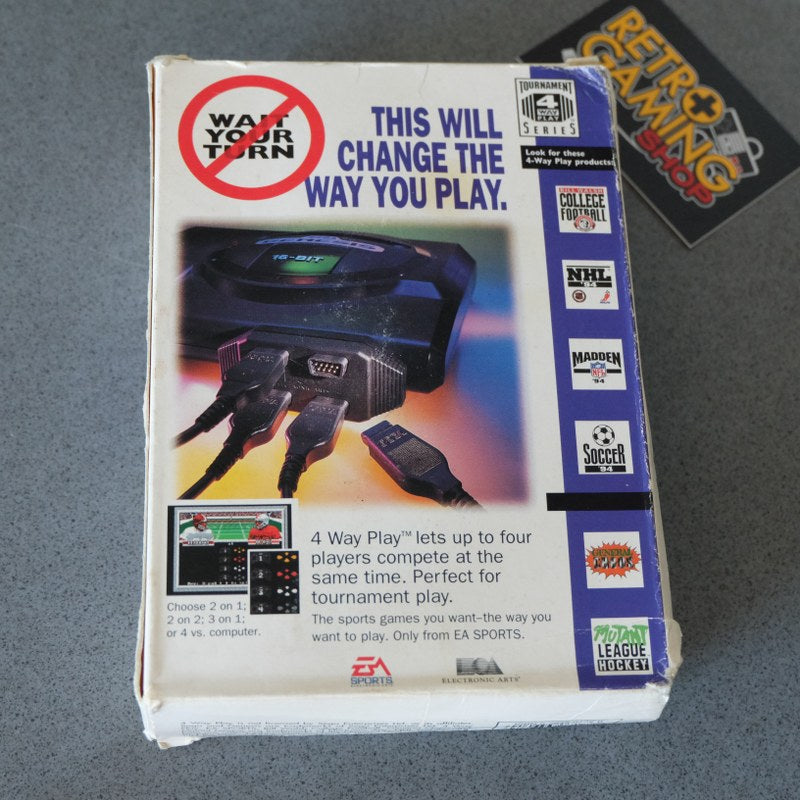 WAIT
YOUR
TURN
THIS WILL
CHANGE THE
WAY YOU PLAY.
TOURNAMENT
4
WAY
PLAY
SERIES
Look for these
4-Way Play products:
BILL WALSH
COLLEGE
FOOTBALL
NHL
'94
MADDEN
NFL
'94
SOCCER
'94
GENERAL
CHAOS
MUTANT
LEAGUE
HOCKEY
GENESIS
16-BIT
4 Way Play™ lets up to four
players compete at the
same time. Perfect for
tournament play.
The sports games you want–the way you
want to play. Only from EA SPORTS.
Choose 2 on 1;
2 on 2; 3 on 1;
or 4 vs. computer.
EA
SPORTS
ELECTRONIC ARTS®
RETRO
GAMING
SHOP